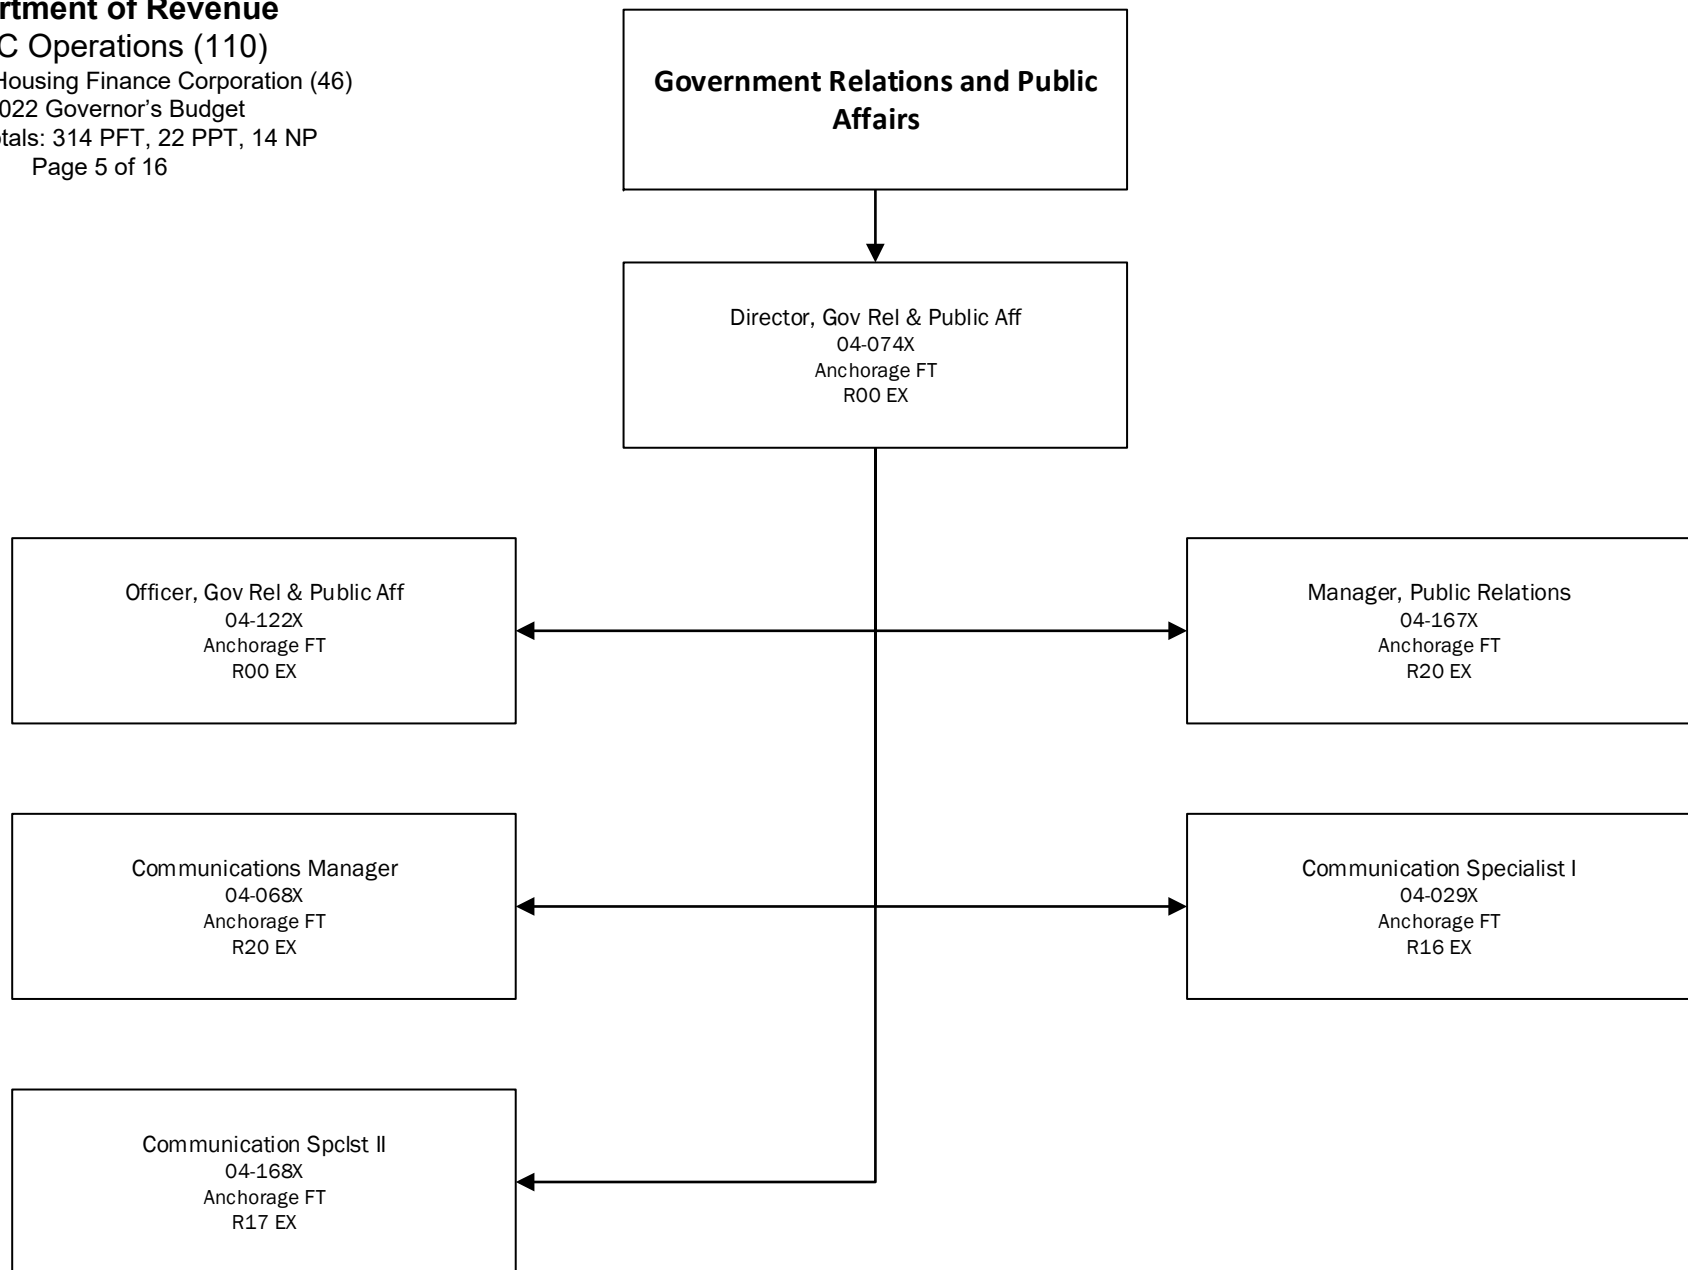 rtment of Revenue
C Operations (110)
Housing Finance Corporation (46)
022 Governor's Budget
tals: 314 PFT, 22 PPT, 14 NP
Page 5 of 16
Government Relations and Public
Affairs
Director, Gov Rel & Public Aff
04-074X
Anchorage FT
R00 EX
Officer, Gov Rel & Public Aff
04-122X
Anchorage FT
R00 EX
Manager, Public Relations
04-167X
Anchorage FT
R20 EX
Communications Manager
04-068X
Anchorage FT
R20 EX
Communication Specialist I
04-029X
Anchorage FT
R16 EX
Communication Spclst II
04-168X
Anchorage FT
R17 EX